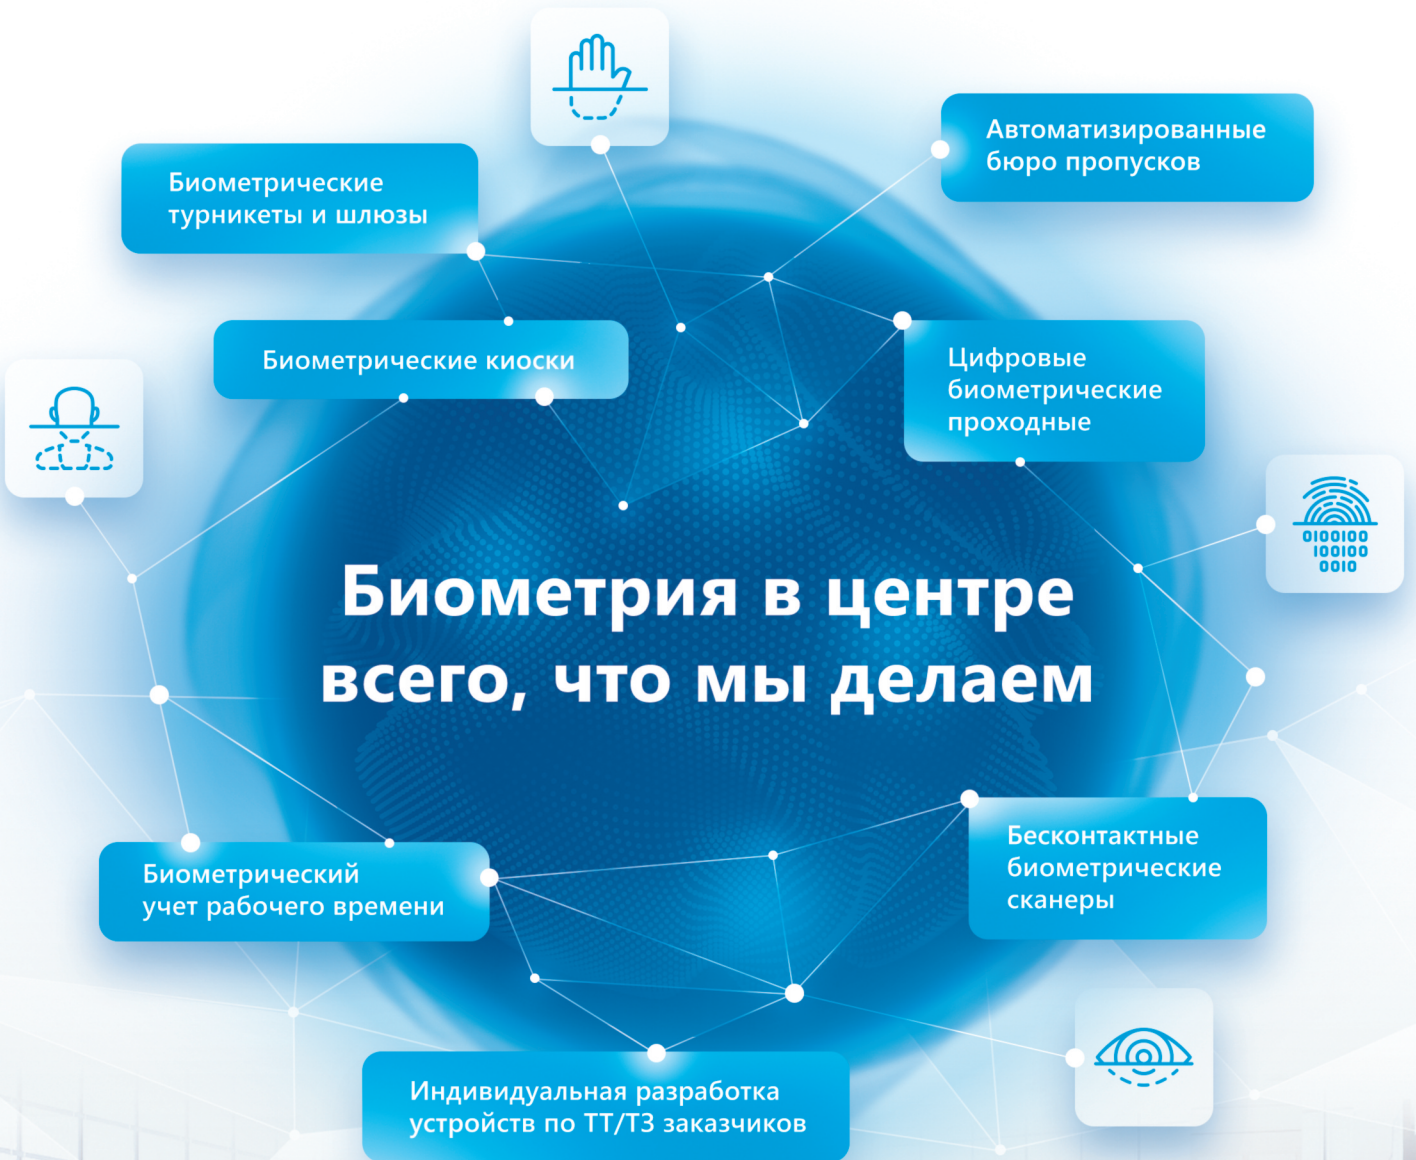 Автоматизированные
бюро пропусков
Биометрические
турникеты и шлюзы
Биометрические киоски
Цифровые
биометрические
проходные
0100100
100100
0010
Биометрия в центре
всего, что мы делаем
Бесконтактные
биометрические
сканеры
Биометрический
учет рабочего времени
Индивидуальная разработка
устройств по ТТ/ТЗ заказчиков